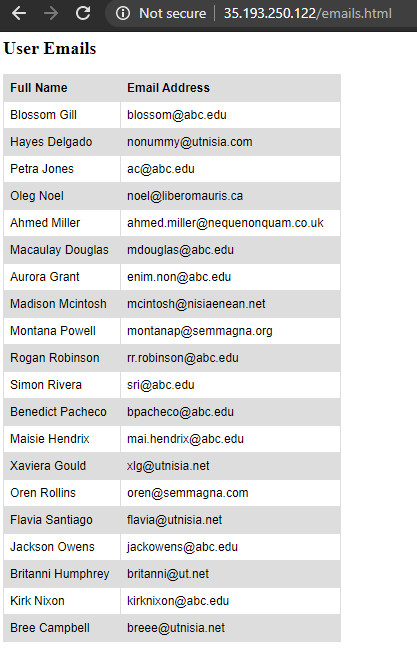 Not secure | 35.193.250.122/emails.html
User Emails
Full Name Email Address
Blossom Gill blossom@abc.edu
Hayes Delgado nonummy@utnisia.com
Petra Jones ac@abc.edu
Oleg Noel noel@liberomauris.ca
Ahmed Miller ahmed.miller@nequenonquam.co.uk
Macaulay Douglas mdouglas@abc.edu
Aurora Grant enim.non@abc.edu
Madison Mcintosh mcintosh@nisiaenean.net
Montana Powell montanap@semmagna.org
Rogan Robinson rr.robinson@abc.edu
Simon Rivera sri@abc.edu
Benedict Pacheco bpacheco@abc.edu
Maisie Hendrix mai.hendrix@abc.edu
Xaviera Gould xlg@utnisia.net
Oren Rollins oren@semmagna.com
Flavia Santiago flavia@utnisia.net
Jackson Owens jackowens@abc.edu
Britanni Humphrey britanni@ut.net
Kirk Nixon kirknixon@abc.edu
Bree Campbell breee@utnisia.net